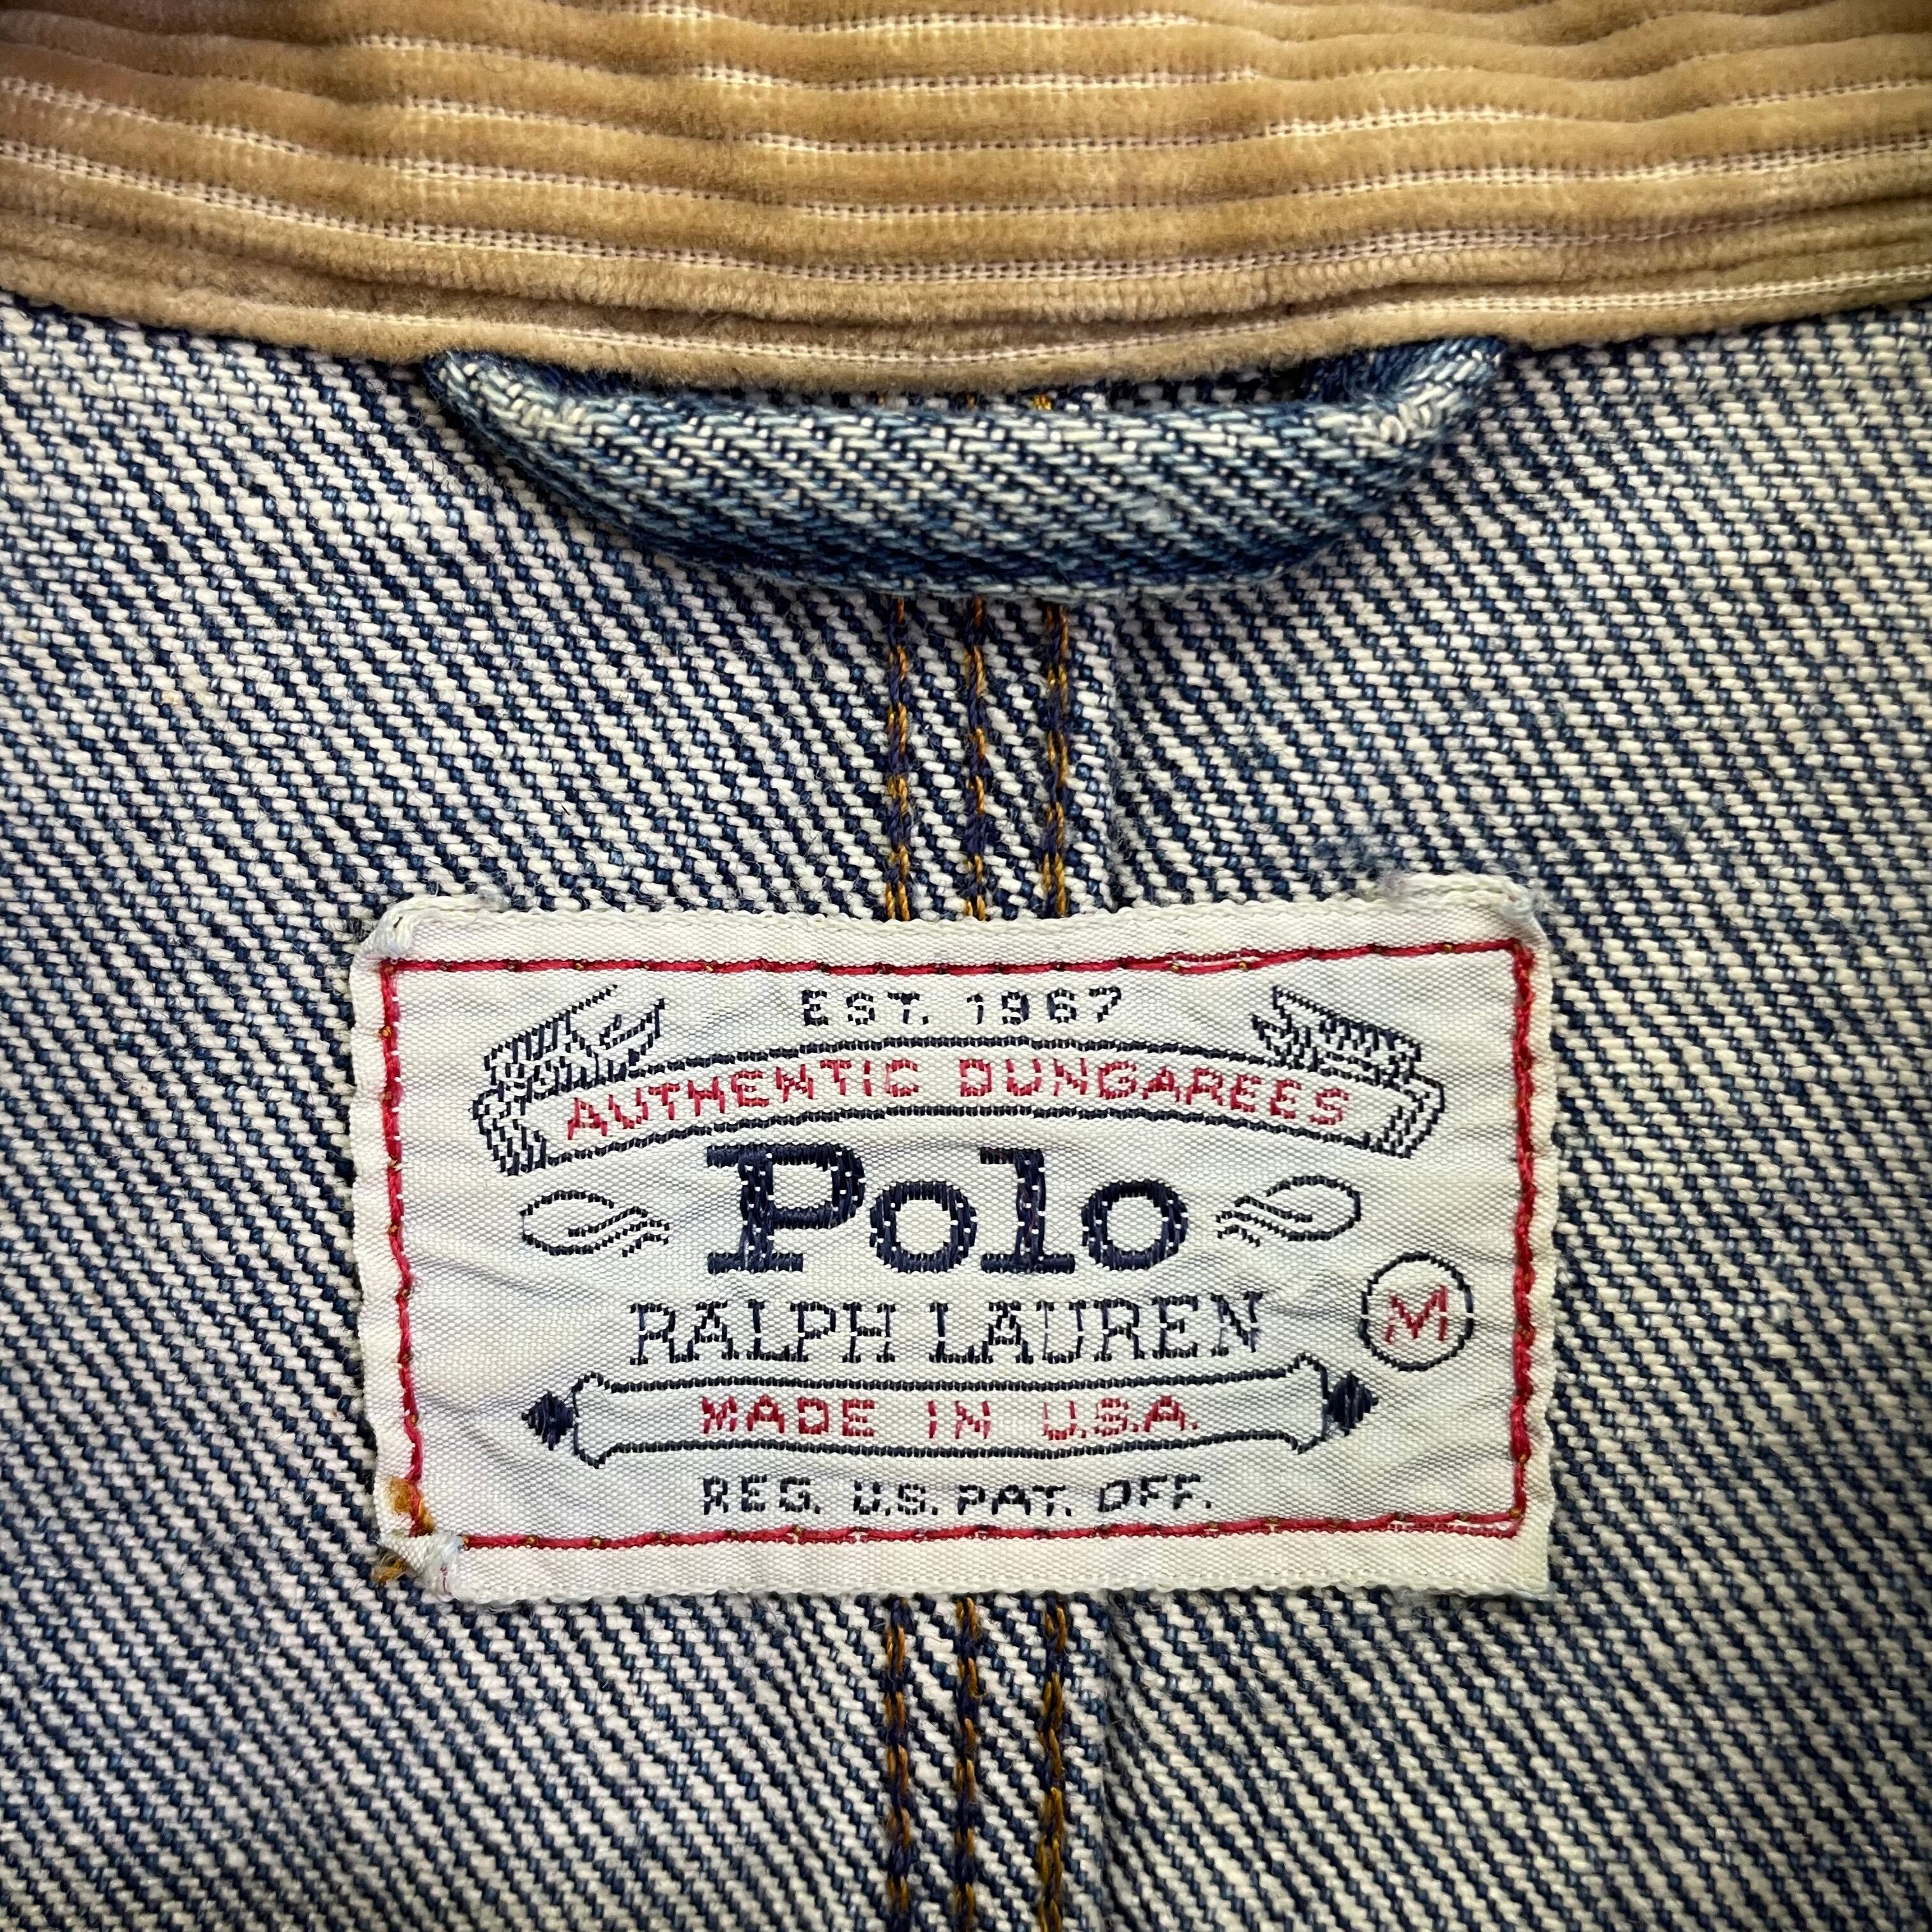 EST. 1967
AUTHENTIC DUNGAREES
Polo
RALPH LAUREN
M
MADE IN U.S.A.
REG. U.S. PAT. OFF.